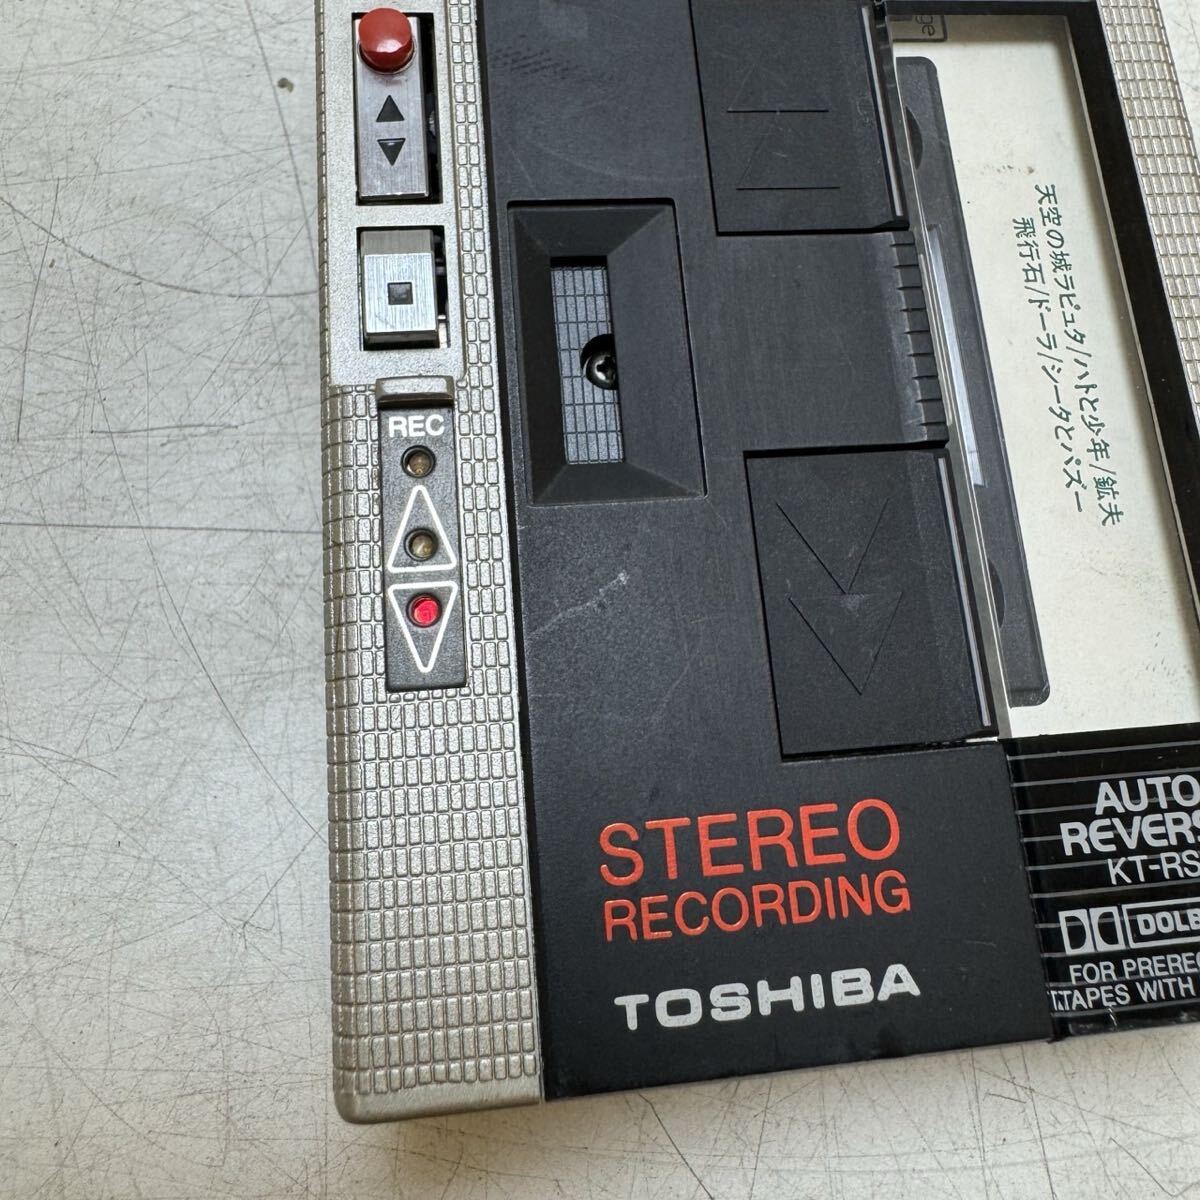 REC
天空の城ラピュタ/ハトと少年/鉱夫
飛行石/ドーラ/シータとパズー
STEREO
RECORDING
TOSHIBA
AUTO
REVERS
KT-RS
DOLB
FOR PREREC
TAPES WITH